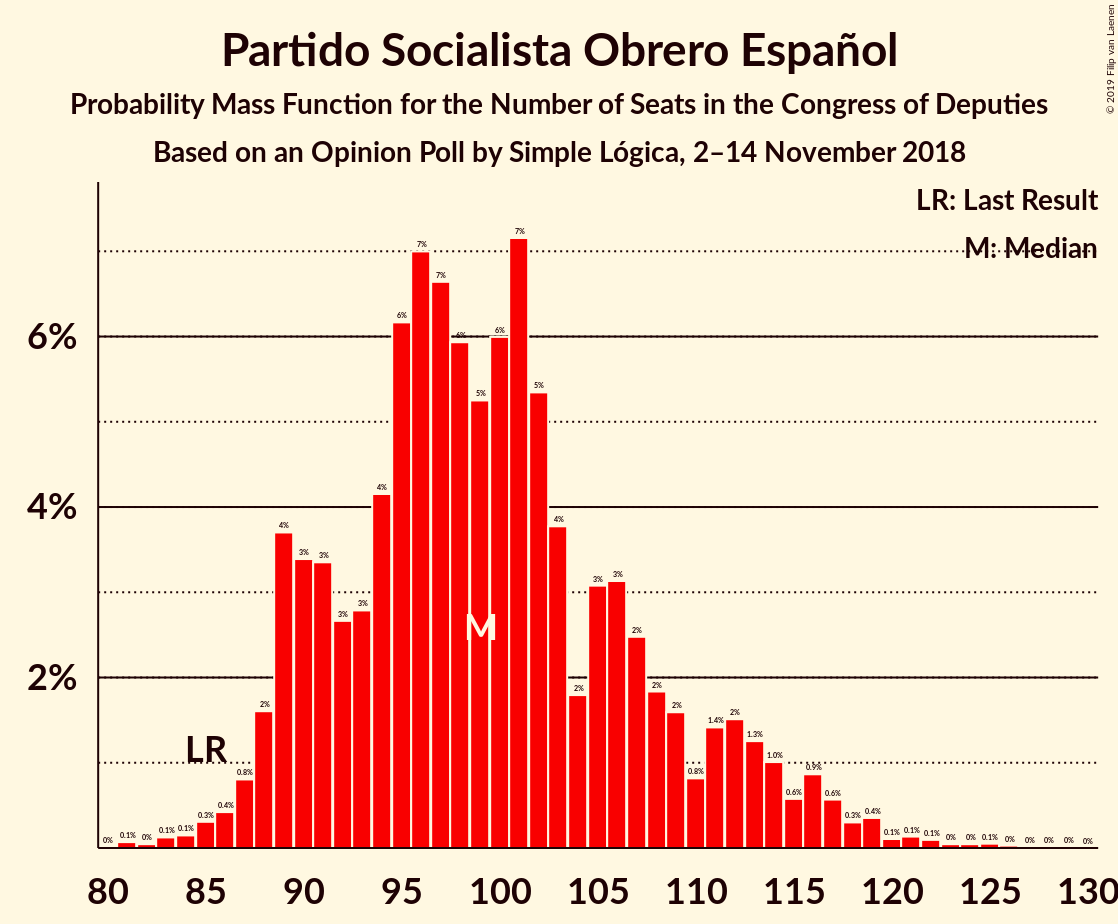 Partido Socialista Obrero Español
Probability Mass Function for the Number of Seats in the Congress of Deputies
Based on an Opinion Poll by Simple Lógica, 2–14 November 2018
© 2019 Filip van Laenen
LR: Last Result
M: Median
6%
4%
2%
0% 0.1% 0% 0.1% 0.1% 0.3% 0.4% 0.8% 2% 4% 3% 3% 3% 3% 4% 6% 7% 7% 6% 5% 6% 7% 5% 4% 2% 3% 3% 2% 2% 2% 0.8% 1.4% 2% 1.3% 1.0% 0.6% 0.9% 0.6% 0.3% 0.4% 0.1% 0.1% 0.1% 0% 0% 0.1% 0% 0% 0% 0% 0%
LR
M
80 85 90 95 100 105 110 115 120 125 130